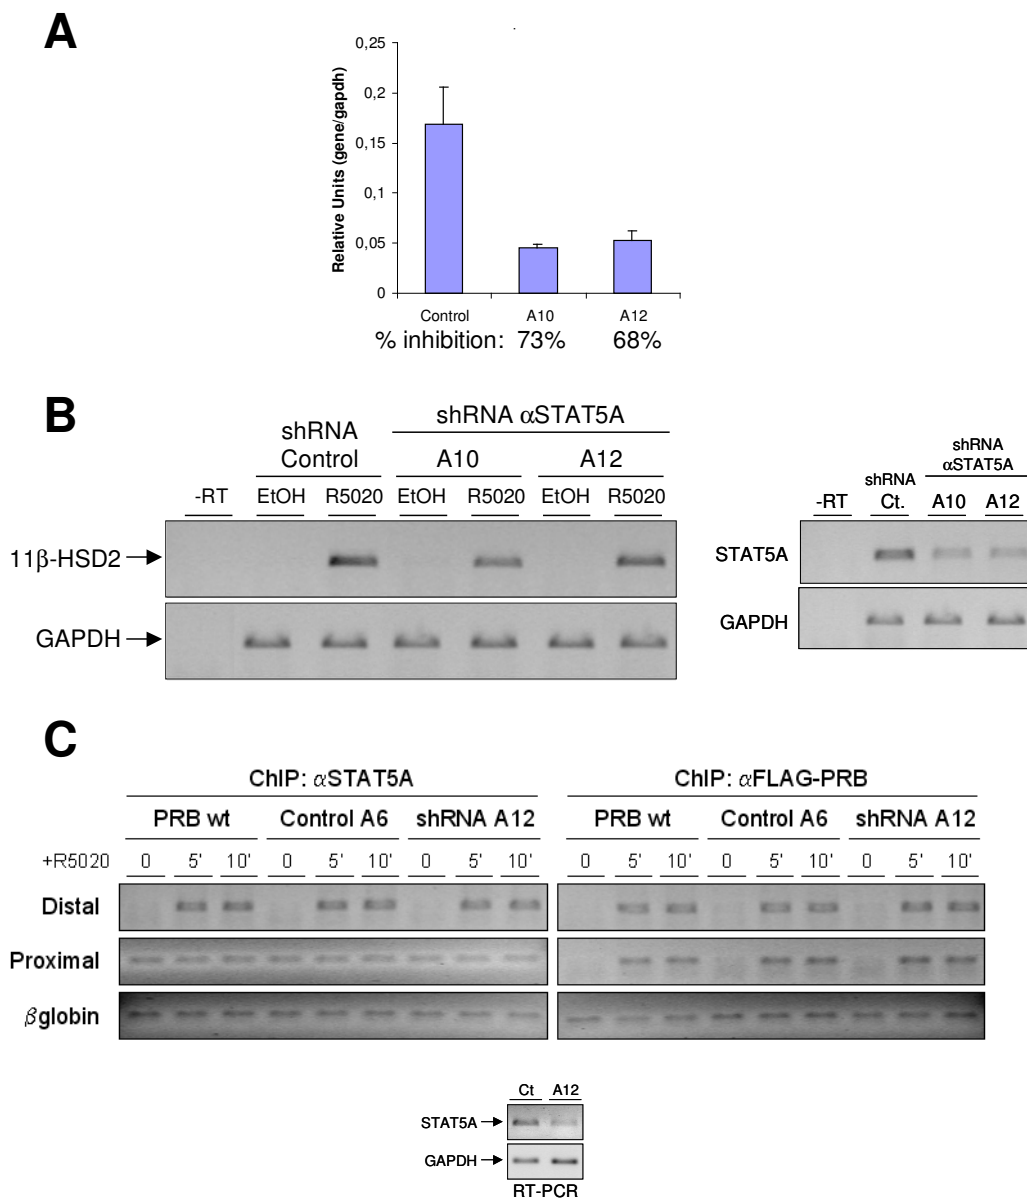 A
0,25
0,2
0,15
0,1
0,05
0
Relative Units (gene/gapdh)
Control A10 A12
% inhibition: 73% 68%
B
shRNA αSTAT5A
shRNA
Control
A10 A12
-RT EtOH R5020 EtOH R5020 EtOH R5020
11β-HSD2
GAPDH
shRNA
αSTAT5A
shRNA
-RT Ct. A10 A12
STAT5A
GAPDH
C
ChIP: αSTAT5A ChIP: αFLAG-PRB
PRB wt Control A6 shRNA A12 PRB wt Control A6 shRNA A12
+R5020 0 5' 10' 0 5' 10' 0 5' 10' 0 5' 10' 0 5' 10' 0 5' 10'
Distal
Proximal
βglobin
Ct A12
STAT5A
GAPDH
RT-PCR